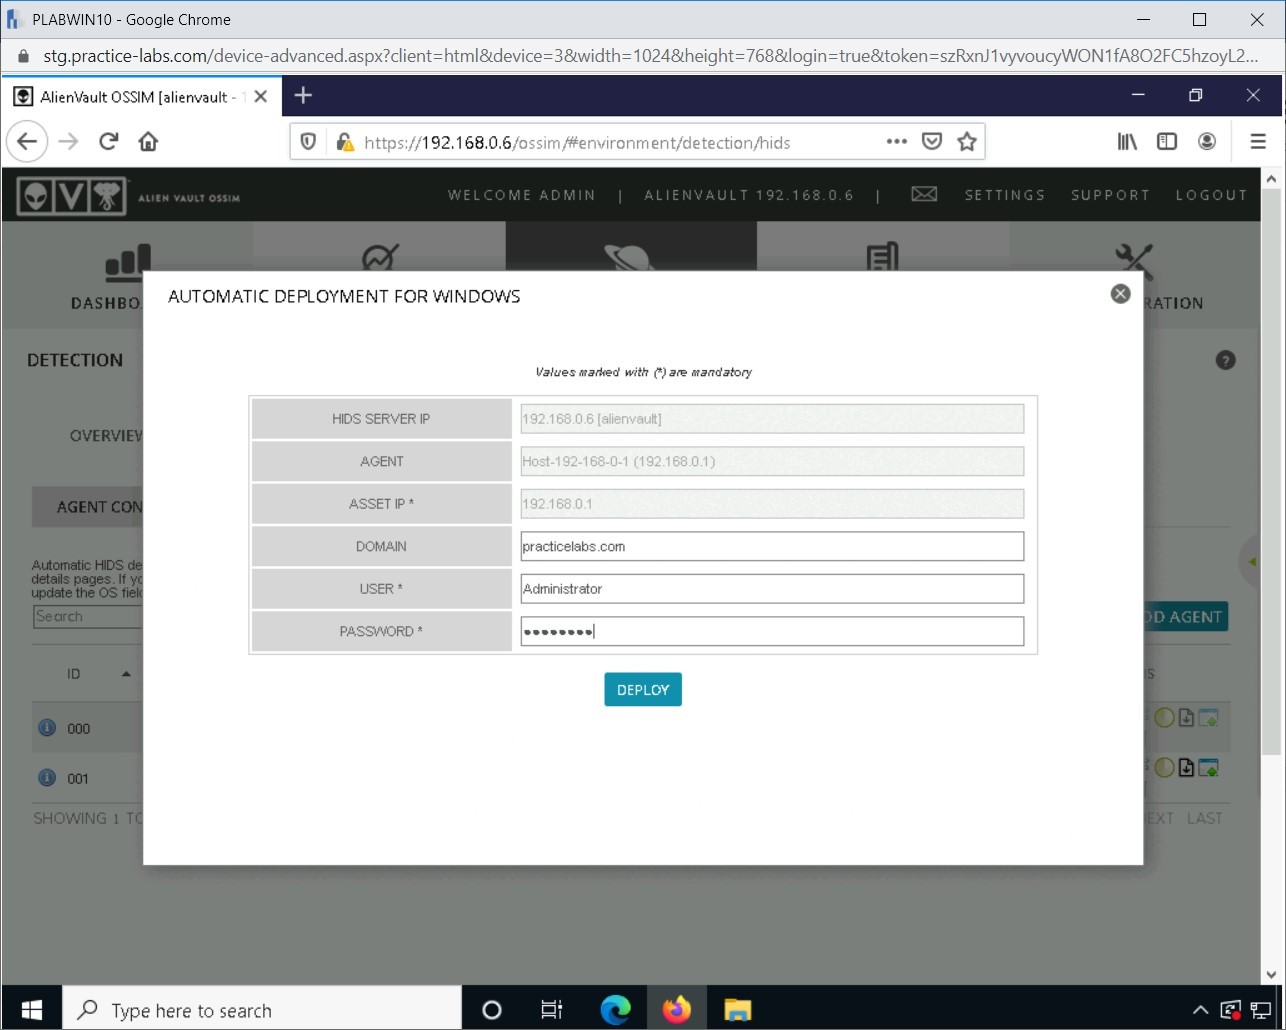 PLABWIN10 - Google Chrome
stg.practice-labs.com/device-advanced.aspx?client=html&device=3&width=1024&height=768&login=true&token=szRxnJ1vyvoucyWON1fA8O2FC5hzoyL2...
AlienVault OSSIM [alienvault -
https://192.168.0.6/ossim/#environment/detection/hids
ALIEN VAULT OSSIM
WELCOME ADMIN | ALIENVAULT 192.168.0.6 | SETTINGS SUPPORT LOGOUT
DASHBO
RATION
AUTOMATIC DEPLOYMENT FOR WINDOWS
DETECTION
Values marked with (*) are mandatory
HIDS SERVER IP 192.168.0.6 [alienvault]
OVERVIEW
AGENT Host-192-168-0-1 (192.168.0.1)
ASSET IP * 192.168.0.1
AGENT CON
DOMAIN practicelabs.com
Automatic HIDS de
details pages. If yo
update the OS field
USER * Administrator
Search
DD AGENT
PASSWORD *
ID
S
DEPLOY
000
001
SHOWING 1 TO
EXT LAST
Type here to search